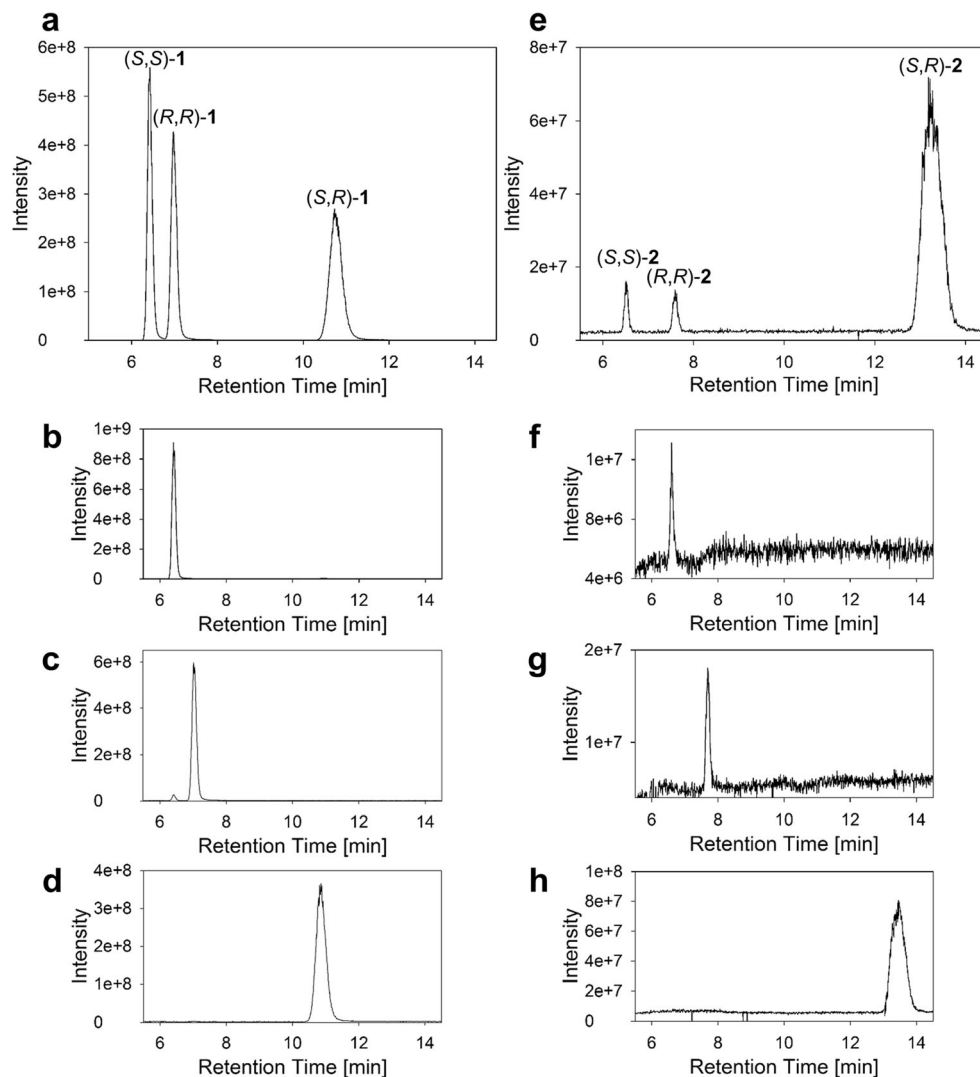 a
(S,S)-1
(R,R)-1
(S,R)-1
6e+8
5e+8
4e+8
3e+8
2e+8
1e+8
0
Intensity
6 8 10 12 14
Retention Time [min]
e
(S,R)-2
(S,S)-2
(R,R)-2
8e+7
6e+7
4e+7
2e+7
0
Intensity
6 8 10 12 14
Retention Time [min]
b
1e+9
8e+8
6e+8
4e+8
2e+8
0
Intensity
6 8 10 12 14
Retention Time [min]
f
1e+7
8e+6
6e+6
4e+6
Intensity
6 8 10 12 14
Retention Time [min]
c
6e+8
4e+8
2e+8
0
Intensity
6 8 10 12 14
Retention Time [min]
g
2e+7
1e+7
Intensity
6 8 10 12 14
Retention Time [min]
d
4e+8
3e+8
2e+8
1e+8
0
Intensity
6 8 10 12 14
Retention Time [min]
h
1e+8
8e+7
6e+7
4e+7
2e+7
0
Intensity
6 8 10 12 14
Retention Time [min]